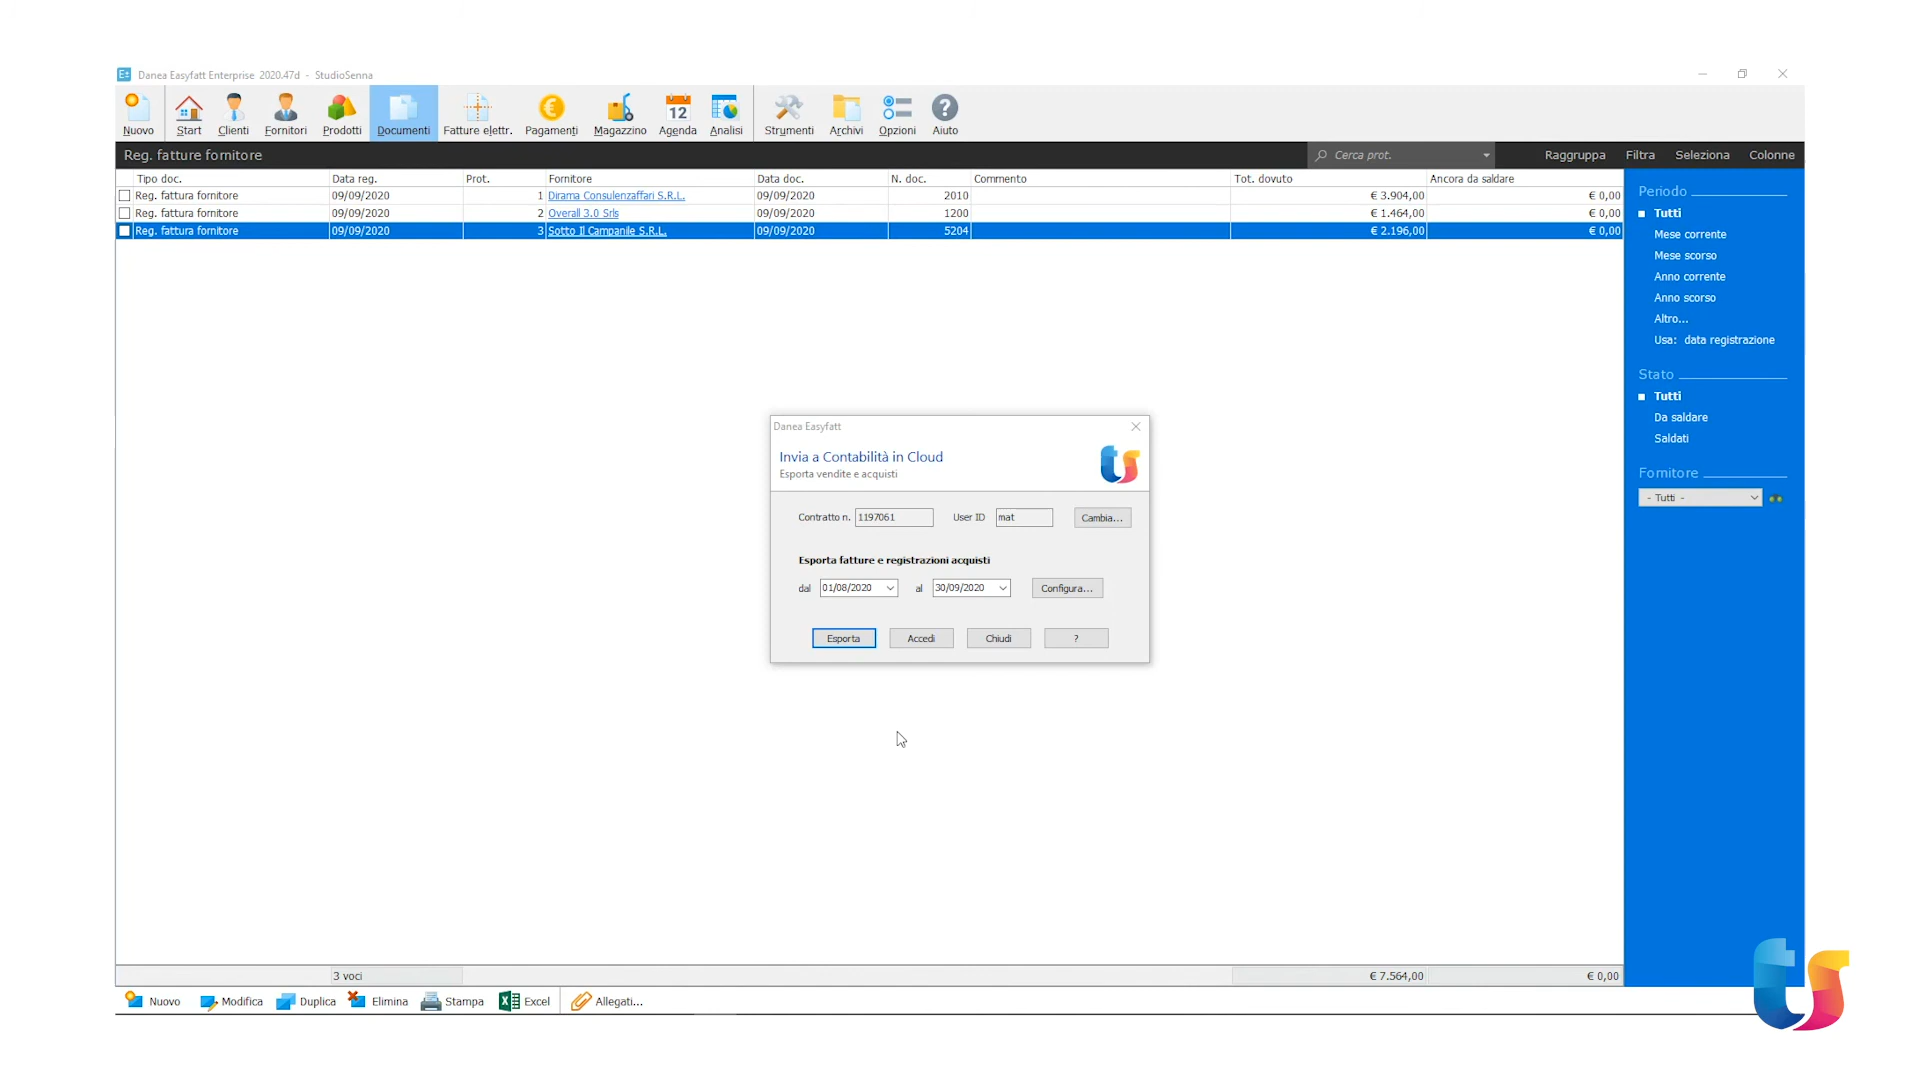 Danea Easyfatt Enterprise 2020.47d - StudioSenna
Nuovo Start Clienti Fornitori Prodotti Documenti Fatture elettr. Pagamenti Magazzino 12 Agenda Analisi Strumenti Archivi Opzioni ? Aiuto
Reg. fatture fornitore Cerca prot. Raggruppa Filtra Seleziona Colonne
Tipo doc. Data reg. Prot. Fornitore Data doc. N. doc. Commento Tot. dovuto Ancora da saldare
Reg. fattura fornitore 09/09/2020 1 Dirama Consulenzaffari S.R.L. 09/09/2020 2010 € 3.904,00 € 0,00
Reg. fattura fornitore 09/09/2020 2 Overall 3.0 Srls 09/09/2020 1200 € 1.464,00 € 0,00
Reg. fattura fornitore 09/09/2020 3 Sotto Il Campanile S.R.L. 09/09/2020 5204 € 2.196,00 € 0,00
Periodo
Tutti
Mese corrente
Mese scorso
Anno corrente
Anno scorso
Altro...
Usa: data registrazione
Stato
Tutti
Da saldare
Saldati
Fornitore
- Tutti -
Danea Easyfatt
Invia a Contabilità in Cloud
Esporta vendite e acquisti
ts
Contratto n. 1197061 User ID mat Cambia...
Esporta fatture e registrazioni acquisti
dal 01/08/2020 al 30/09/2020 Configura...
Esporta Accedi Chiudi ?
3 voci € 7.564,00 € 0,00
Nuovo Modifica Duplica Elimina Stampa Excel Allegati...
ts